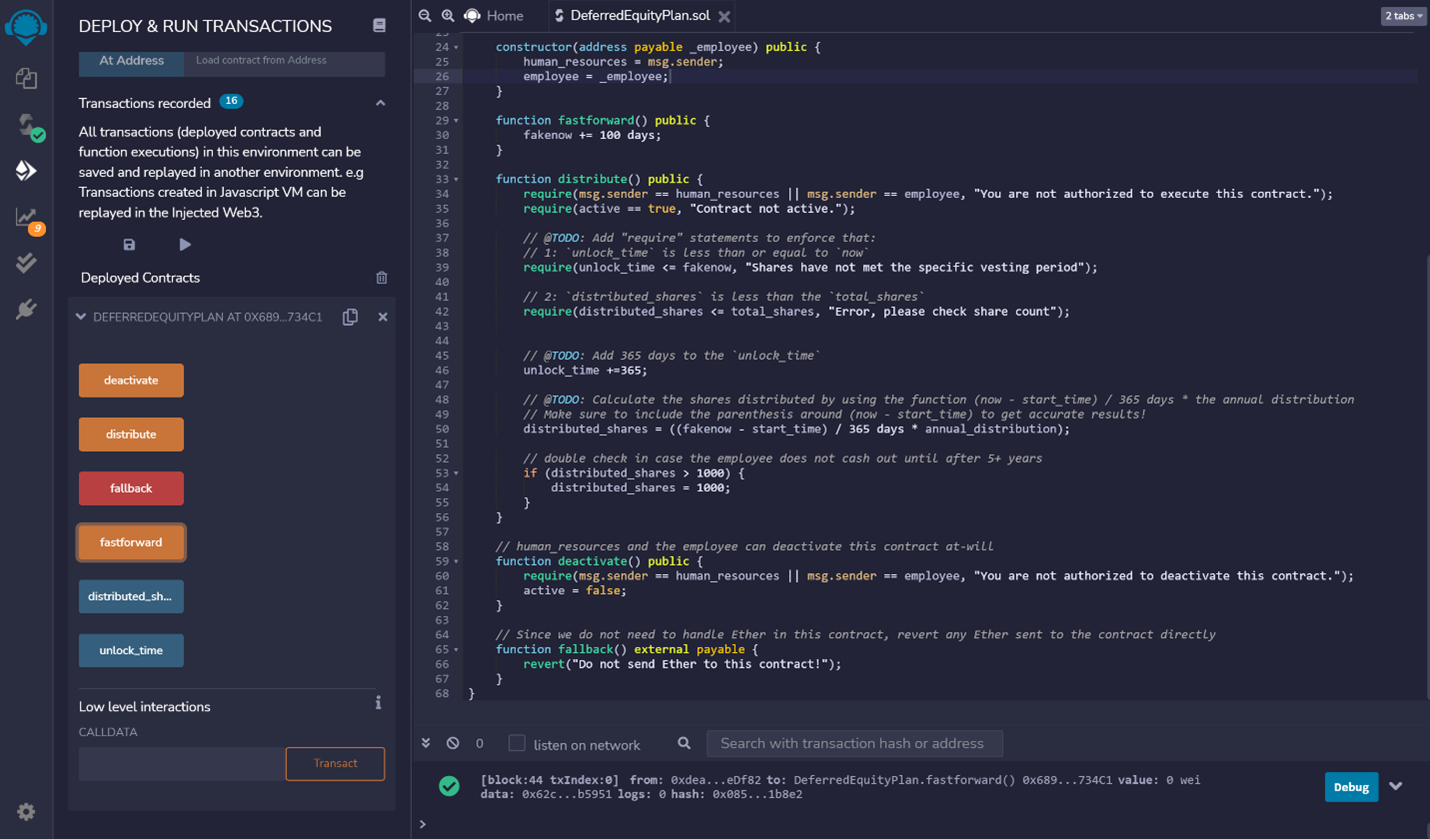 DEPLOY & RUN TRANSACTIONS
At Address
Load contract from Address
Transactions recorded 16
All transactions (deployed contracts and
function executions) in this environment can be
saved and replayed in another environment. e.g
Transactions created in Javascript VM can be
replayed in the Injected Web3.
Deployed Contracts
DEFERREDEQUITYPLAN AT 0X689...734C1
deactivate
distribute
fallback
fastforward
distributed_sh...
unlock_time
Low level interactions
CALLDATA
Transact
9
Home
DeferredEquityPlan.sol
2 tabs
24 constructor(address payable _employee) public {
25 human_resources = msg.sender;
26 employee = _employee;
27 }
28
29 function fastforward() public {
30 fakenow += 100 days;
31 }
32
33 function distribute() public {
34 require(msg.sender == human_resources || msg.sender == employee, "You are not authorized to execute this contract.");
35 require(active == true, "Contract not active.");
36
37 // @TODO: Add "require" statements to enforce that:
38 // 1: `unlock_time` is less than or equal to `now`
39 require(unlock_time <= fakenow, "Shares have not met the specific vesting period");
40
41 // 2: `distributed_shares` is less than the `total_shares`
42 require(distributed_shares <= total_shares, "Error, please check share count");
43
44
45 // @TODO: Add 365 days to the `unlock_time`
46 unlock_time +=365;
47
48 // @TODO: Calculate the shares distributed by using the function (now - start_time) / 365 days * the annual distribution
49 // Make sure to include the parenthesis around (now - start_time) to get accurate results!
50 distributed_shares = ((fakenow - start_time) / 365 days * annual_distribution);
51
52 // double check in case the employee does not cash out until after 5+ years
53 if (distributed_shares > 1000) {
54 distributed_shares = 1000;
55 }
56 }
57
58 // human_resources and the employee can deactivate this contract at-will
59 function deactivate() public {
60 require(msg.sender == human_resources || msg.sender == employee, "You are not authorized to deactivate this contract.");
61 active = false;
62 }
63
64 // Since we do not need to handle Ether in this contract, revert any Ether sent to the contract directly
65 function fallback() external payable {
66 revert("Do not send Ether to this contract!");
67 }
68 }
0
listen on network
Search with transaction hash or address
[block:44 txIndex:0] from: 0xdea...eDf82 to: DeferredEquityPlan.fastforward() 0x689...734C1 value: 0 wei
data: 0x62c...b5951 logs: 0 hash: 0x085...1b8e2
Debug
>